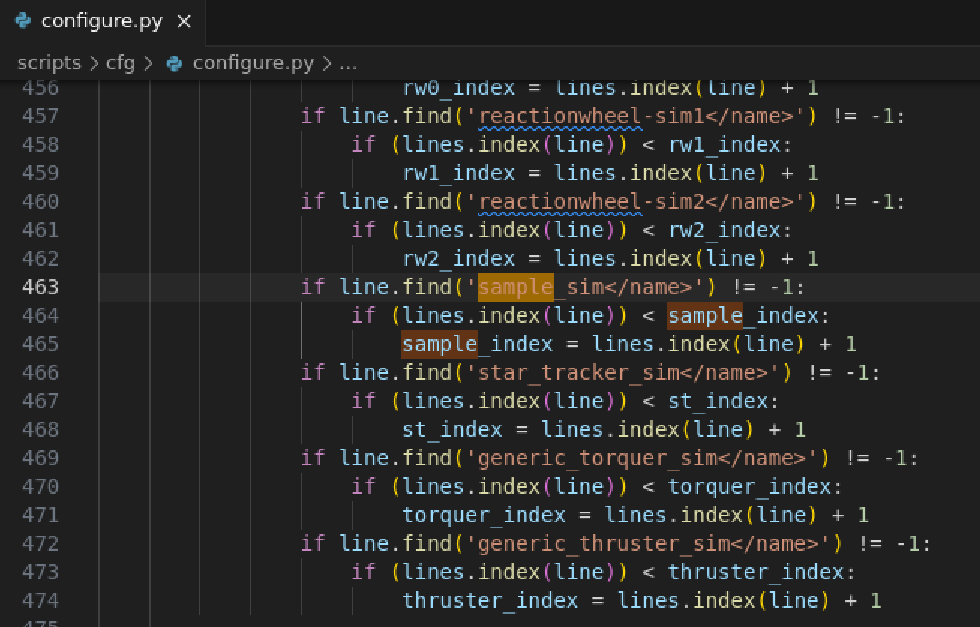 configure.py ×
scripts > cfg > configure.py > ...
456 rw0_index = lines.index(line) + 1
457 if line.find('reactionwheel-sim1</name>') != -1:
458 if (lines.index(line)) < rw1_index:
459 rw1_index = lines.index(line) + 1
460 if line.find('reactionwheel-sim2</name>') != -1:
461 if (lines.index(line)) < rw2_index:
462 rw2_index = lines.index(line) + 1
463 if line.find('sample_sim</name>') != -1:
464 if (lines.index(line)) < sample_index:
465 sample_index = lines.index(line) + 1
466 if line.find('star_tracker_sim</name>') != -1:
467 if (lines.index(line)) < st_index:
468 st_index = lines.index(line) + 1
469 if line.find('generic_torquer_sim</name>') != -1:
470 if (lines.index(line)) < torquer_index:
471 torquer_index = lines.index(line) + 1
472 if line.find('generic_thruster_sim</name>') != -1:
473 if (lines.index(line)) < thruster_index:
474 thruster_index = lines.index(line) + 1
475